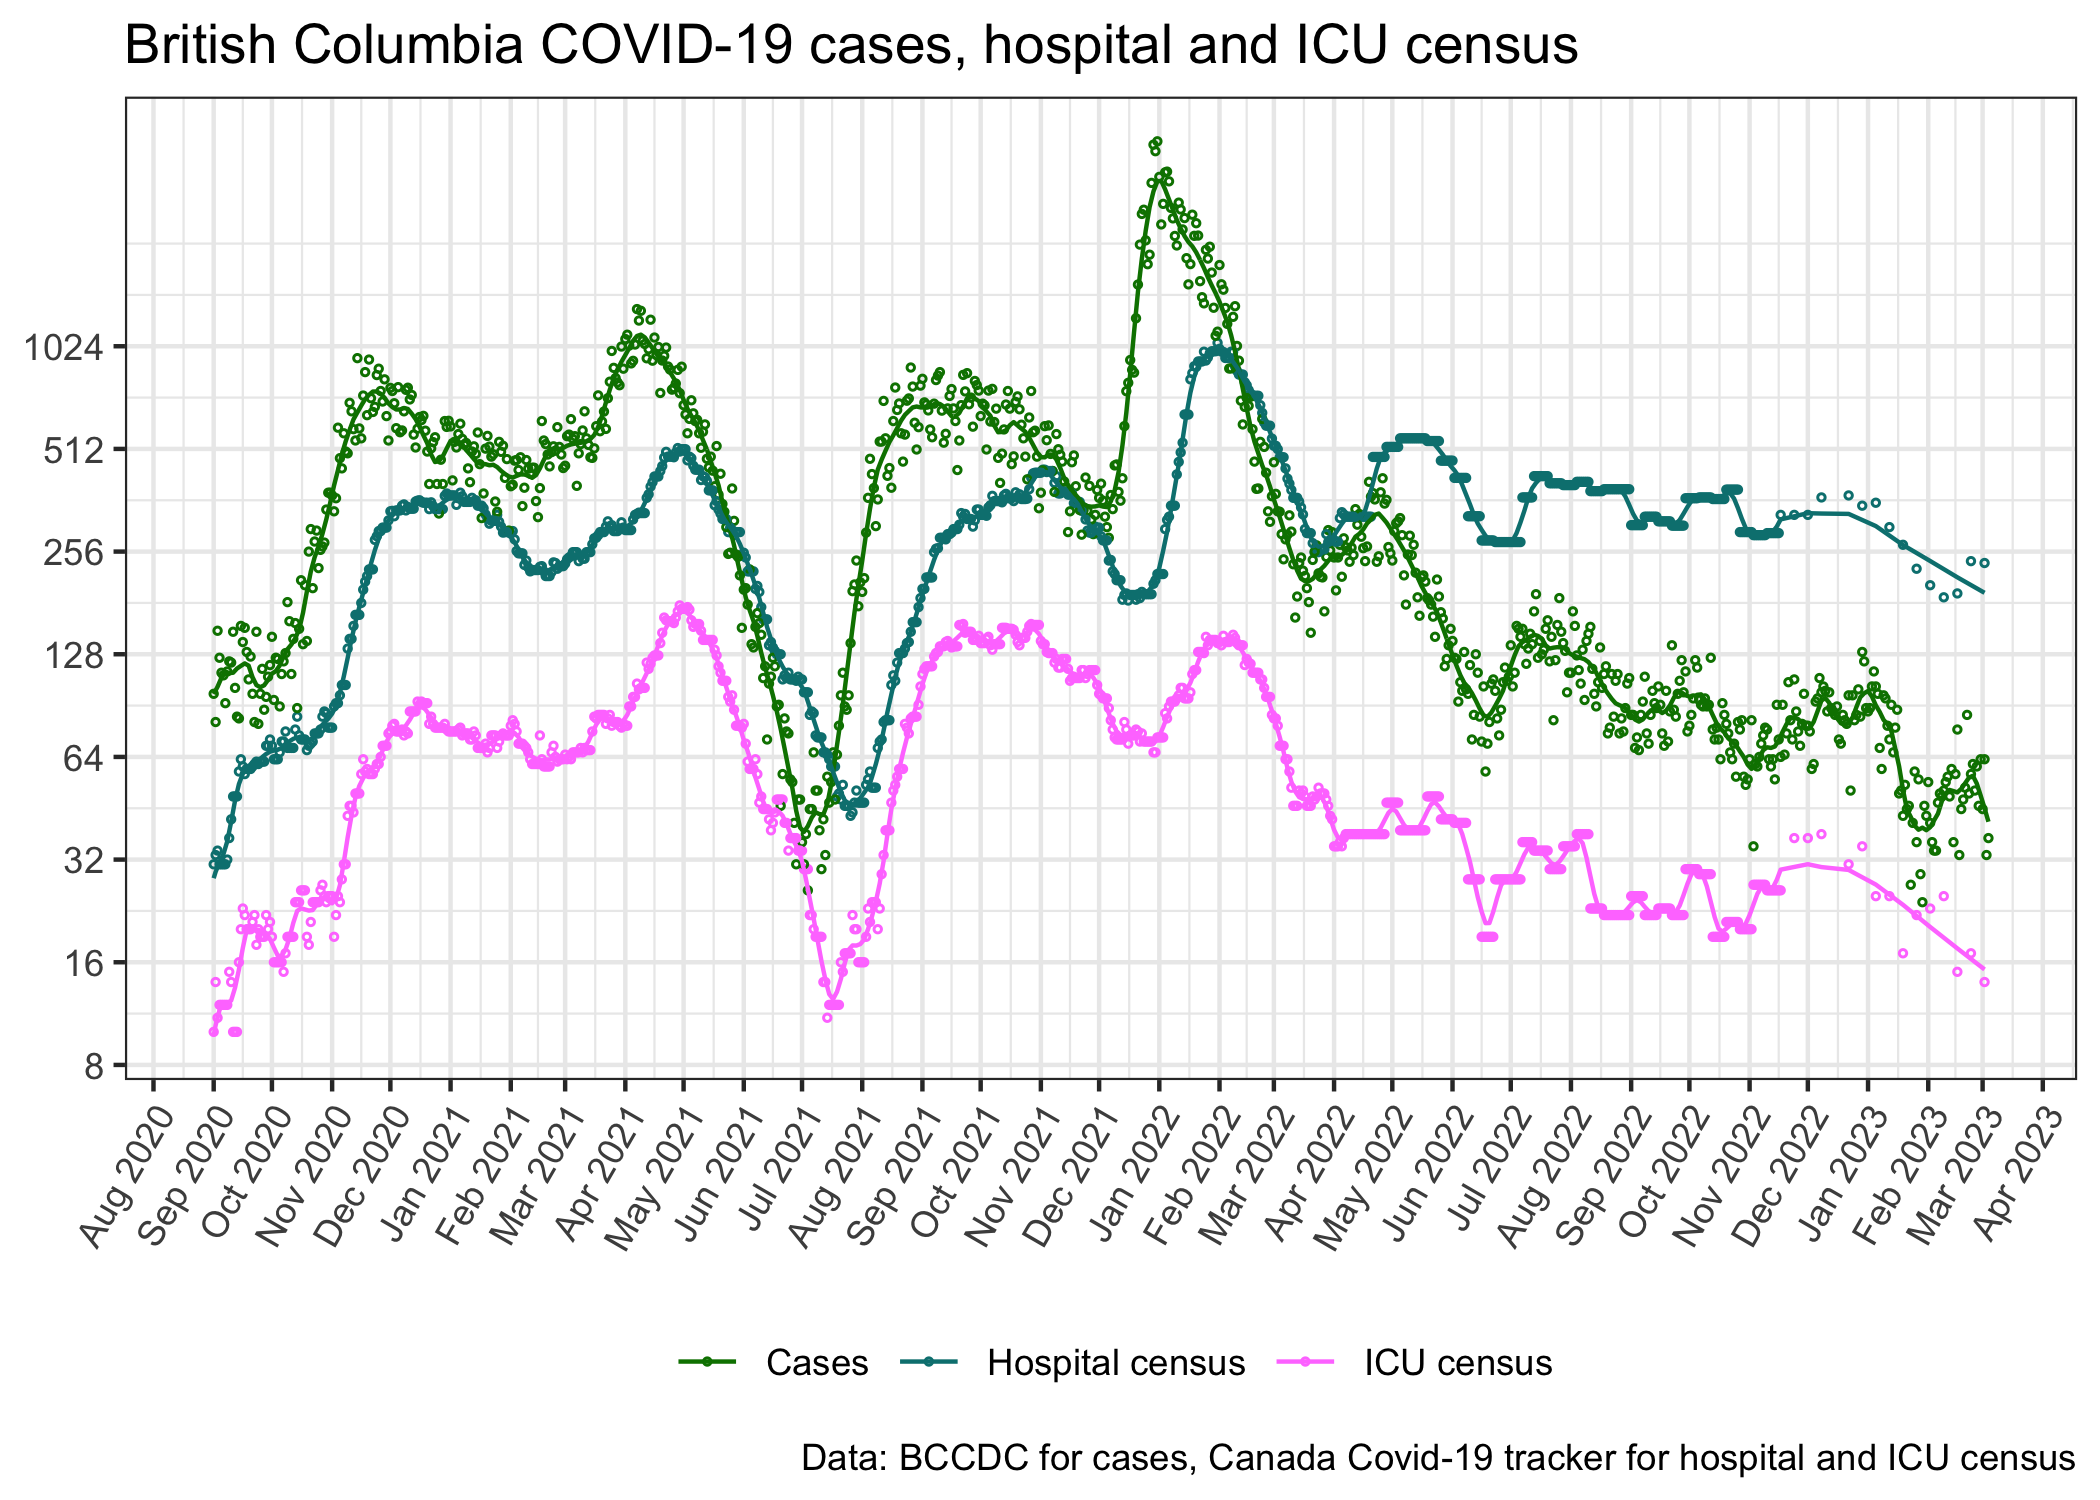 British Columbia COVID-19 cases, hospital and ICU census
1024
512
256
128
64
32
16
8
Aug 2020
Sep 2020
Oct 2020
Nov 2020
Dec 2020
Jan 2021
Feb 2021
Mar 2021
Apr 2021
May 2021
Jun 2021
Jul 2021
Aug 2021
Sep 2021
Oct 2021
Nov 2021
Dec 2021
Jan 2022
Feb 2022
Mar 2022
Apr 2022
May 2022
Jun 2022
Jul 2022
Aug 2022
Sep 2022
Oct 2022
Nov 2022
Dec 2022
Jan 2023
Feb 2023
Mar 2023
Apr 2023
Cases Hospital census ICU census
Data: BCCDC for cases, Canada Covid-19 tracker for hospital and ICU census